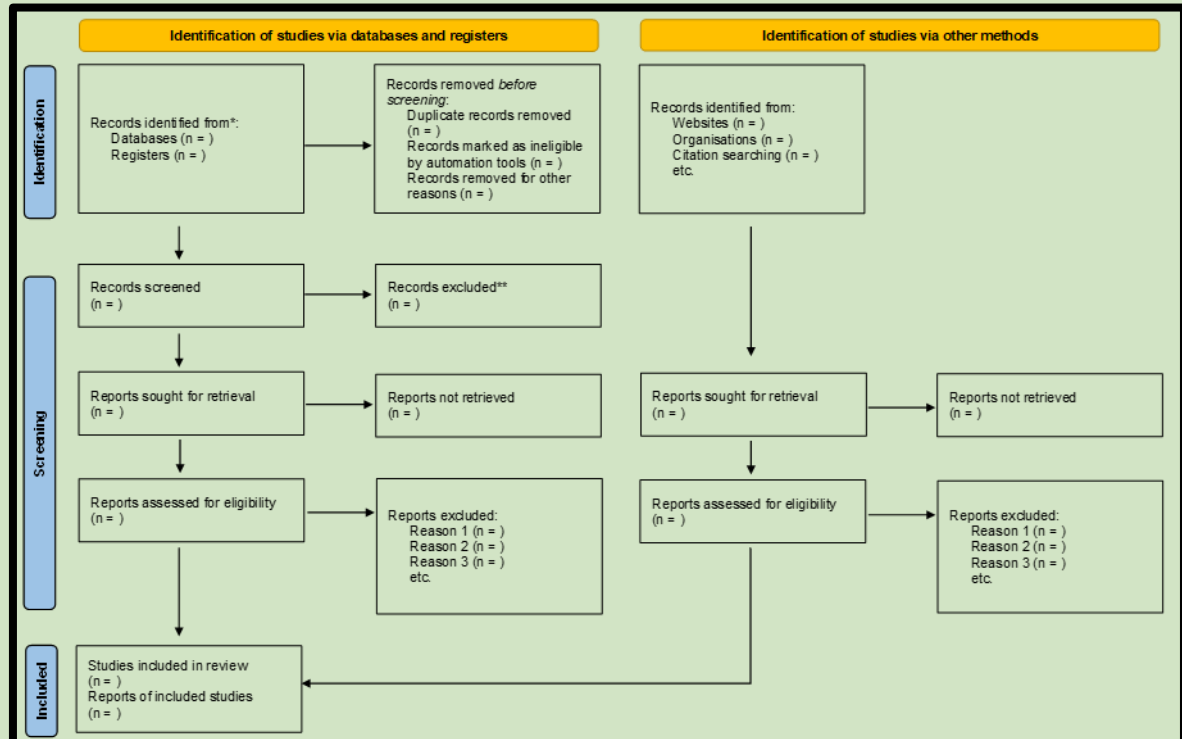 Identification of studies via databases and registers
Identification of studies via other methods
Identification
Records identified from*:
Databases (n = )
Registers (n = )
Records removed before
screening:
Duplicate records removed
(n = )
Records marked as ineligible
by automation tools (n = )
Records removed for other
reasons (n = )
Records identified from:
Websites (n = )
Organisations (n = )
Citation searching (n = )
etc.
Screening
Records screened
(n = )
Records excluded**
(n = )
Reports sought for retrieval
(n = )
Reports not retrieved
(n = )
Reports sought for retrieval
(n = )
Reports not retrieved
(n = )
Reports assessed for eligibility
(n = )
Reports excluded:
Reason 1 (n = )
Reason 2 (n = )
Reason 3 (n = )
etc.
Reports assessed for eligibility
(n = )
Reports excluded:
Reason 1 (n = )
Reason 2 (n = )
Reason 3 (n = )
etc.
Included
Studies included in review
(n = )
Reports of included studies
(n = )